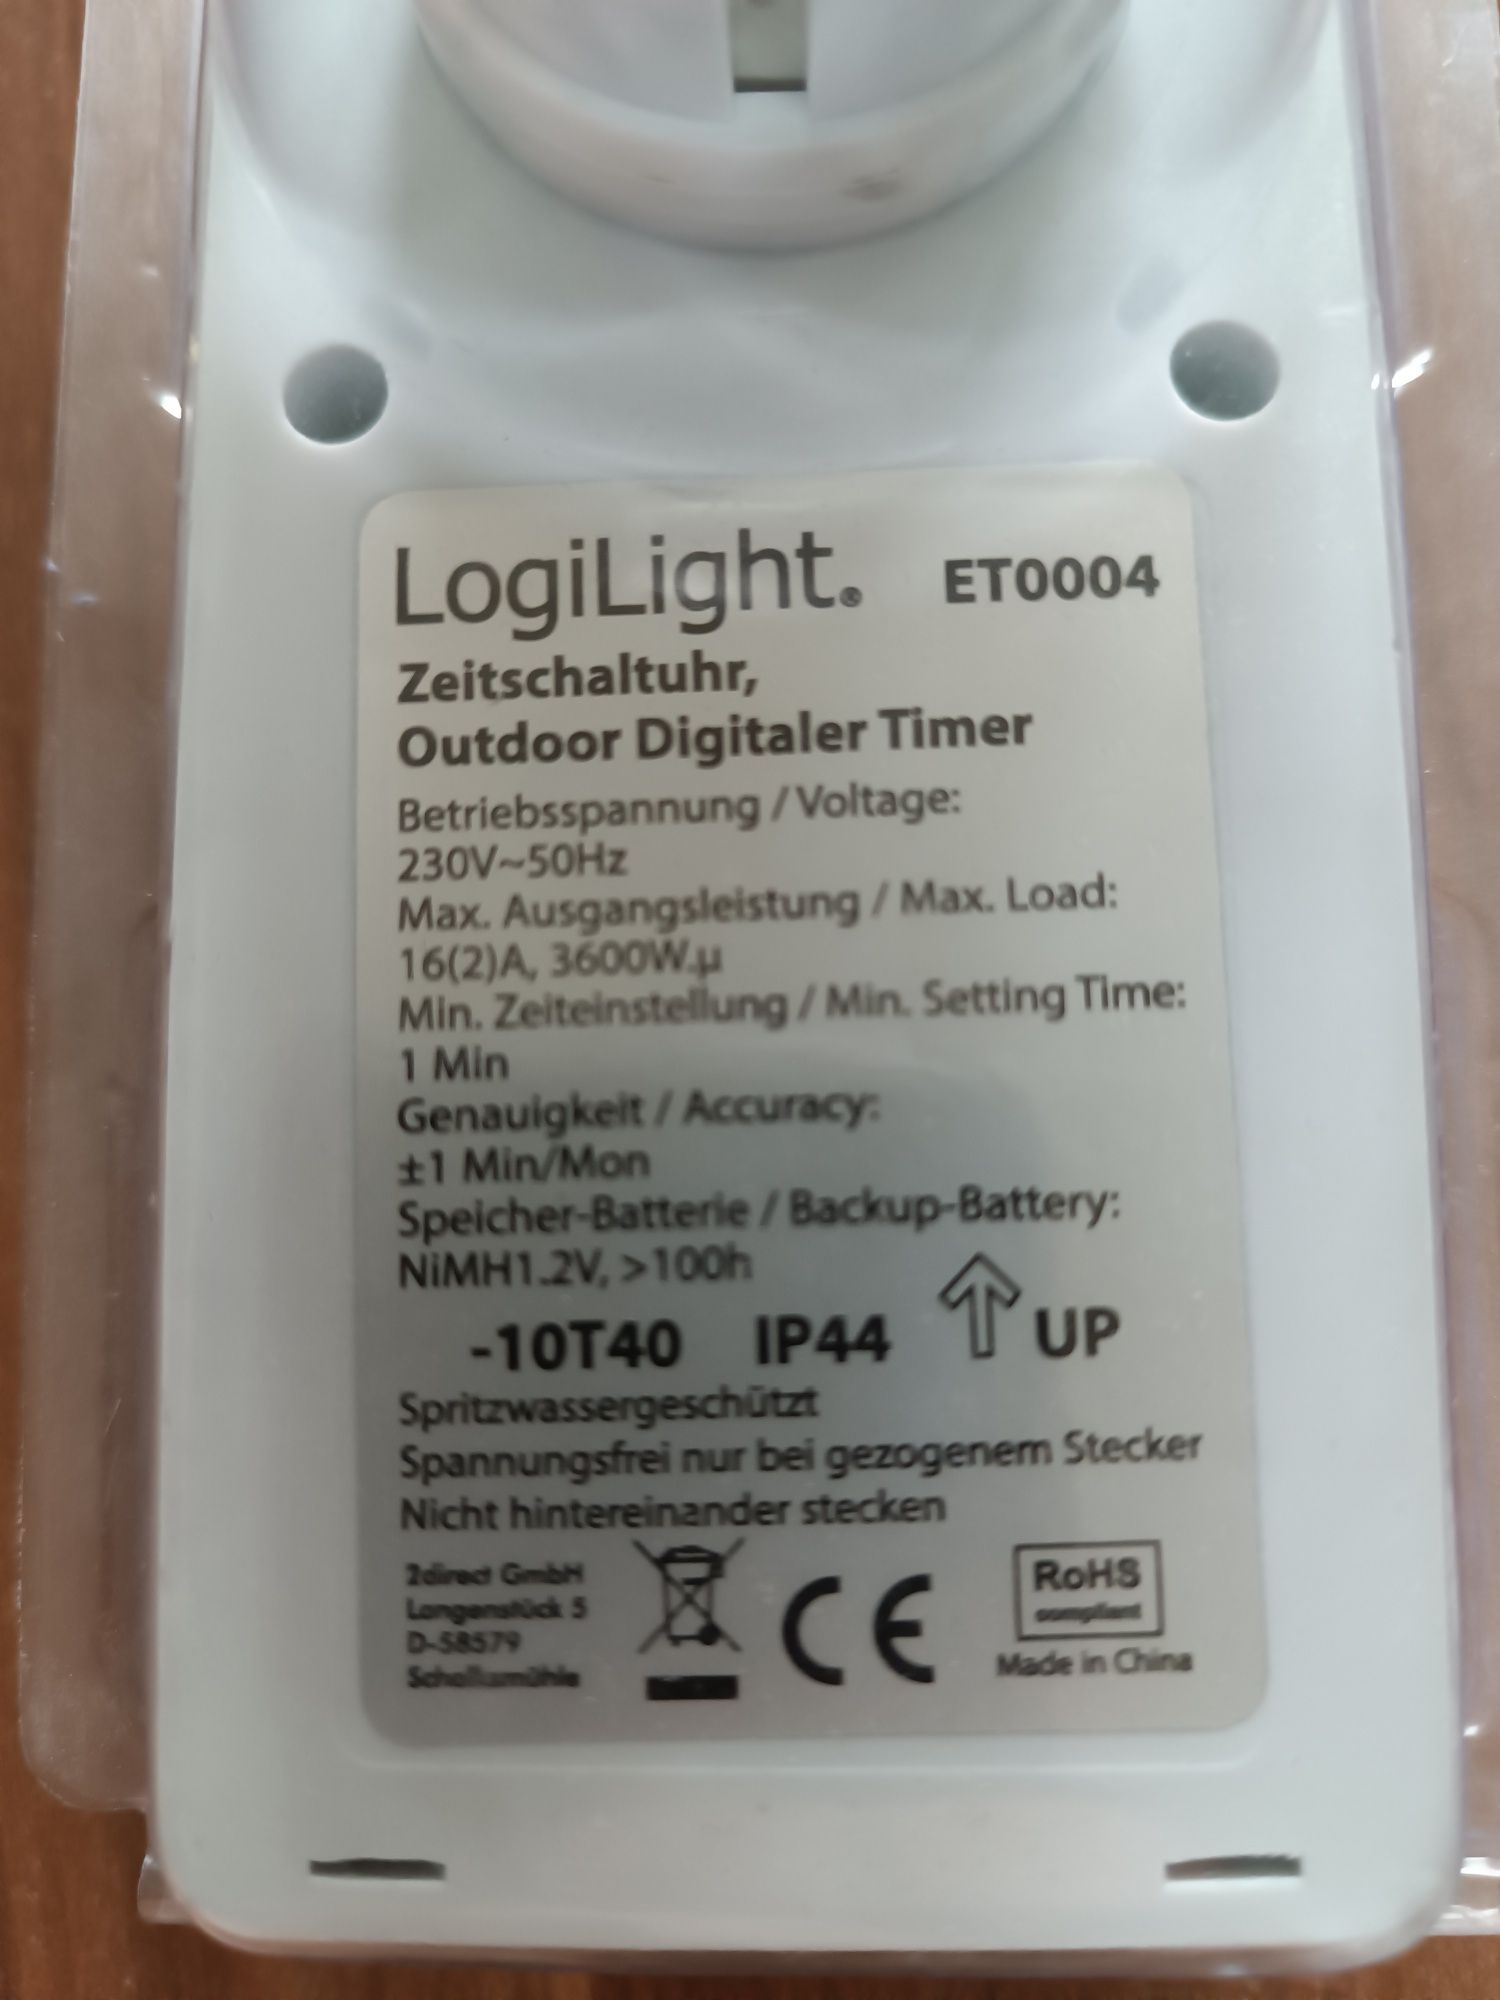 LogiLight® ET0004
Zeitschaltuhr,
Outdoor Digitaler Timer
Betriebsspannung / Voltage:
230V~50Hz
Max. Ausgangsleistung / Max. Load:
16(2)A, 3600W.µ
Min. Zeiteinstellung / Min. Setting Time:
1 Min
Genauigkeit / Accuracy:
±1 Min/Mon
Speicher-Batterie / Backup-Battery:
NiMH1.2V, >100h
-10T40 IP44 UP
Spritzwassergeschützt
Spannungsfrei nur bei gezogenem Stecker
Nicht hintereinander stecken
2direct GmbH
Langenstück 5
D-58579
Schalksmühle
CE
RoHS
compliant
Made in China